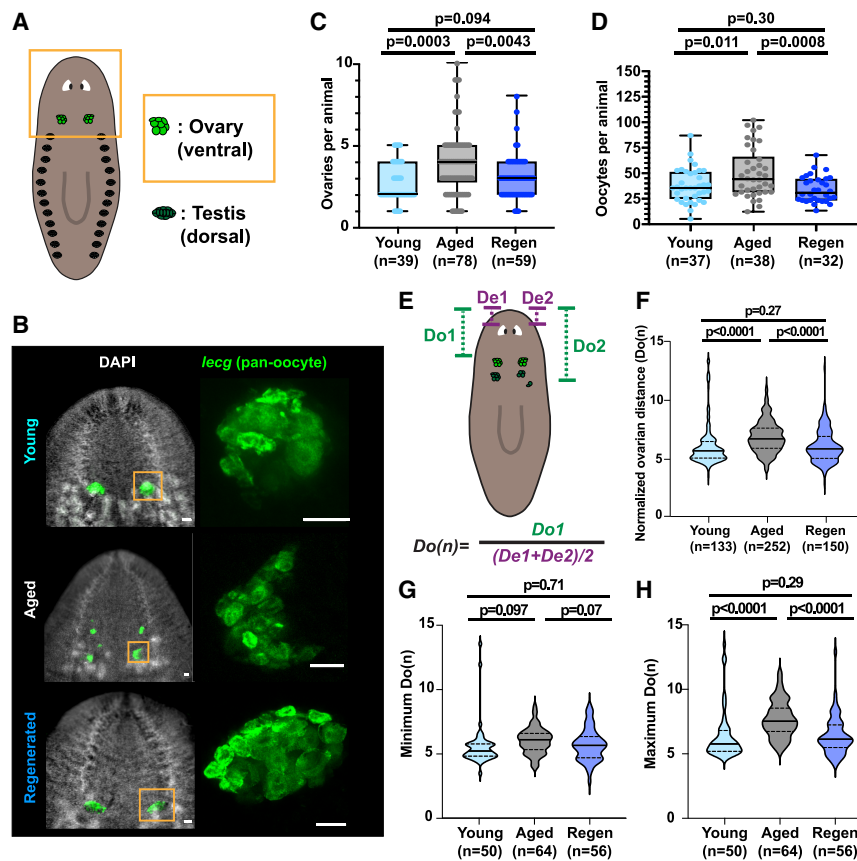 A
: Ovary
(ventral)
: Testis
(dorsal)
B
DAPI
lecg (pan-oocyte)
Young
Aged
Regenerated
C
p=0.094
p=0.0003 p=0.0043
Ovaries per animal
10
5
0
Young Aged Regen
(n=39) (n=78) (n=59)
D
p=0.30
p=0.011 p=0.0008
Oocytes per animal
150
125
100
75
50
25
0
Young Aged Regen
(n=37) (n=38) (n=32)
E
De1 De2
Do1
Do2
Do(n)= Do1
(De1+De2)/2
F
p=0.27
p<0.0001 p<0.0001
Normalized ovarian distance (Do(n)
15
10
5
0
Young Aged Regen
(n=133) (n=252) (n=150)
G
p=0.71
p=0.097 p=0.07
Minimum Do(n)
15
10
5
0
Young Aged Regen
(n=50) (n=64) (n=56)
H
p=0.29
p<0.0001 p<0.0001
Maximum Do(n)
15
10
5
0
Young Aged Regen
(n=50) (n=64) (n=56)